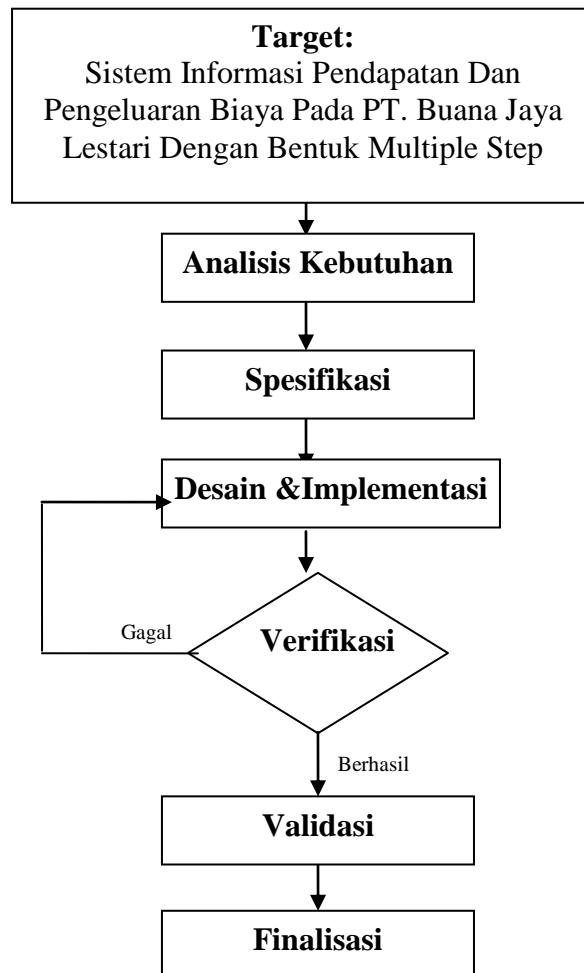 Target:
Sistem Informasi Pendapatan Dan
Pengeluaran Biaya Pada PT. Buana Jaya
Lestari Dengan Bentuk Multiple Step
Analisis Kebutuhan
Spesifikasi
Desain &Implementasi
Gagal
Verifikasi
Berhasil
Validasi
Finalisasi